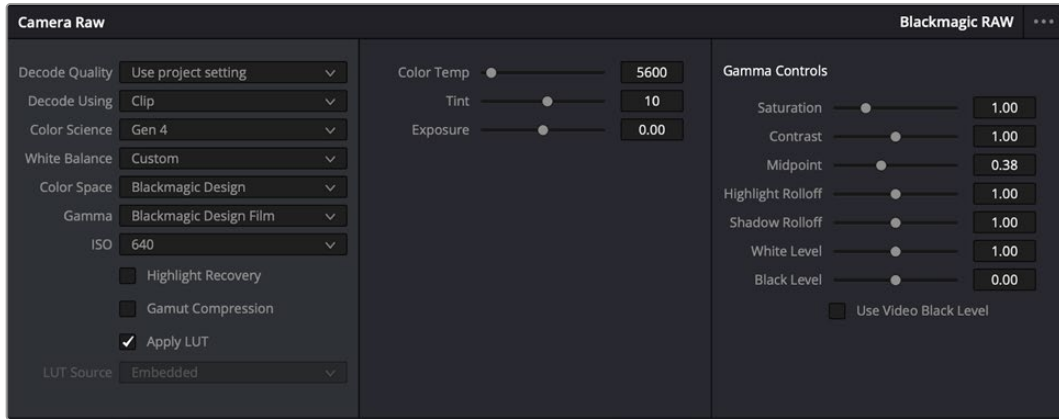 Camera Raw
Blackmagic RAW
Decode Quality Use project setting
Decode Using Clip
Color Science Gen 4
White Balance Custom
Color Space Blackmagic Design
Gamma Blackmagic Design Film
ISO 640
Highlight Recovery
Gamut Compression
Apply LUT
LUT Source Embedded
Color Temp 5600
Tint 10
Exposure 0.00
Gamma Controls
Saturation 1.00
Contrast 1.00
Midpoint 0.38
Highlight Rolloff 1.00
Shadow Rolloff 1.00
White Level 1.00
Black Level 0.00
Use Video Black Level